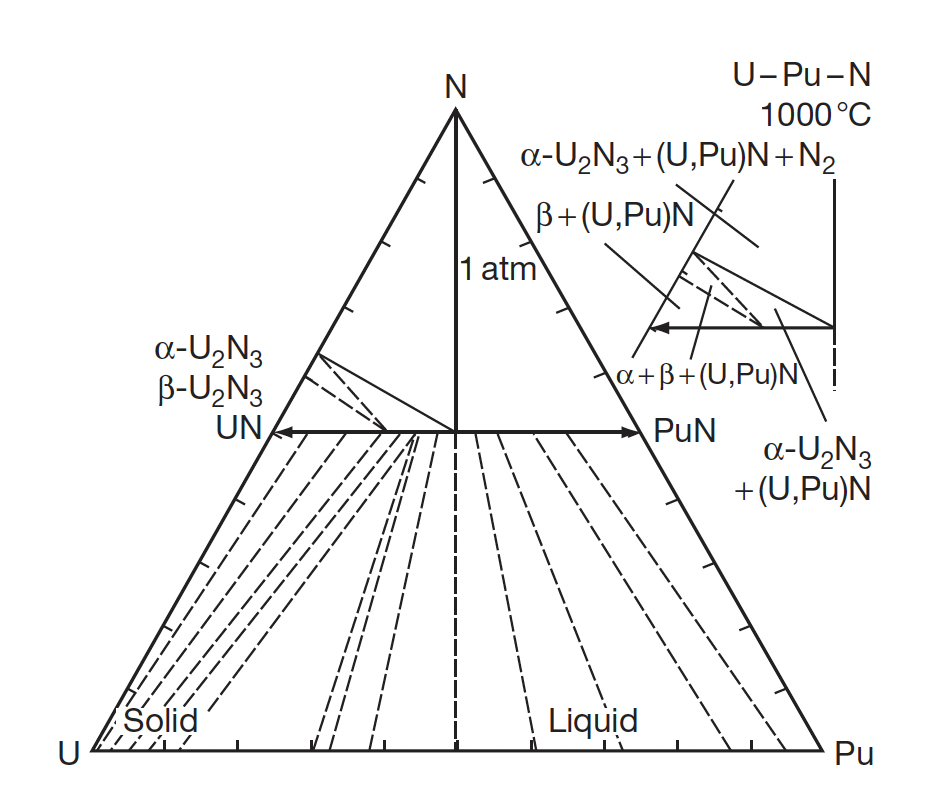 N
U–Pu–N
1000 °C
α-U₂N₃+(U,Pu)N+N₂
β+(U,Pu)N
1 atm
α-U₂N₃
β-U₂N₃
UN
PuN
α+β+(U,Pu)N
α-U₂N₃
+(U,Pu)N
Solid
Liquid
U
Pu